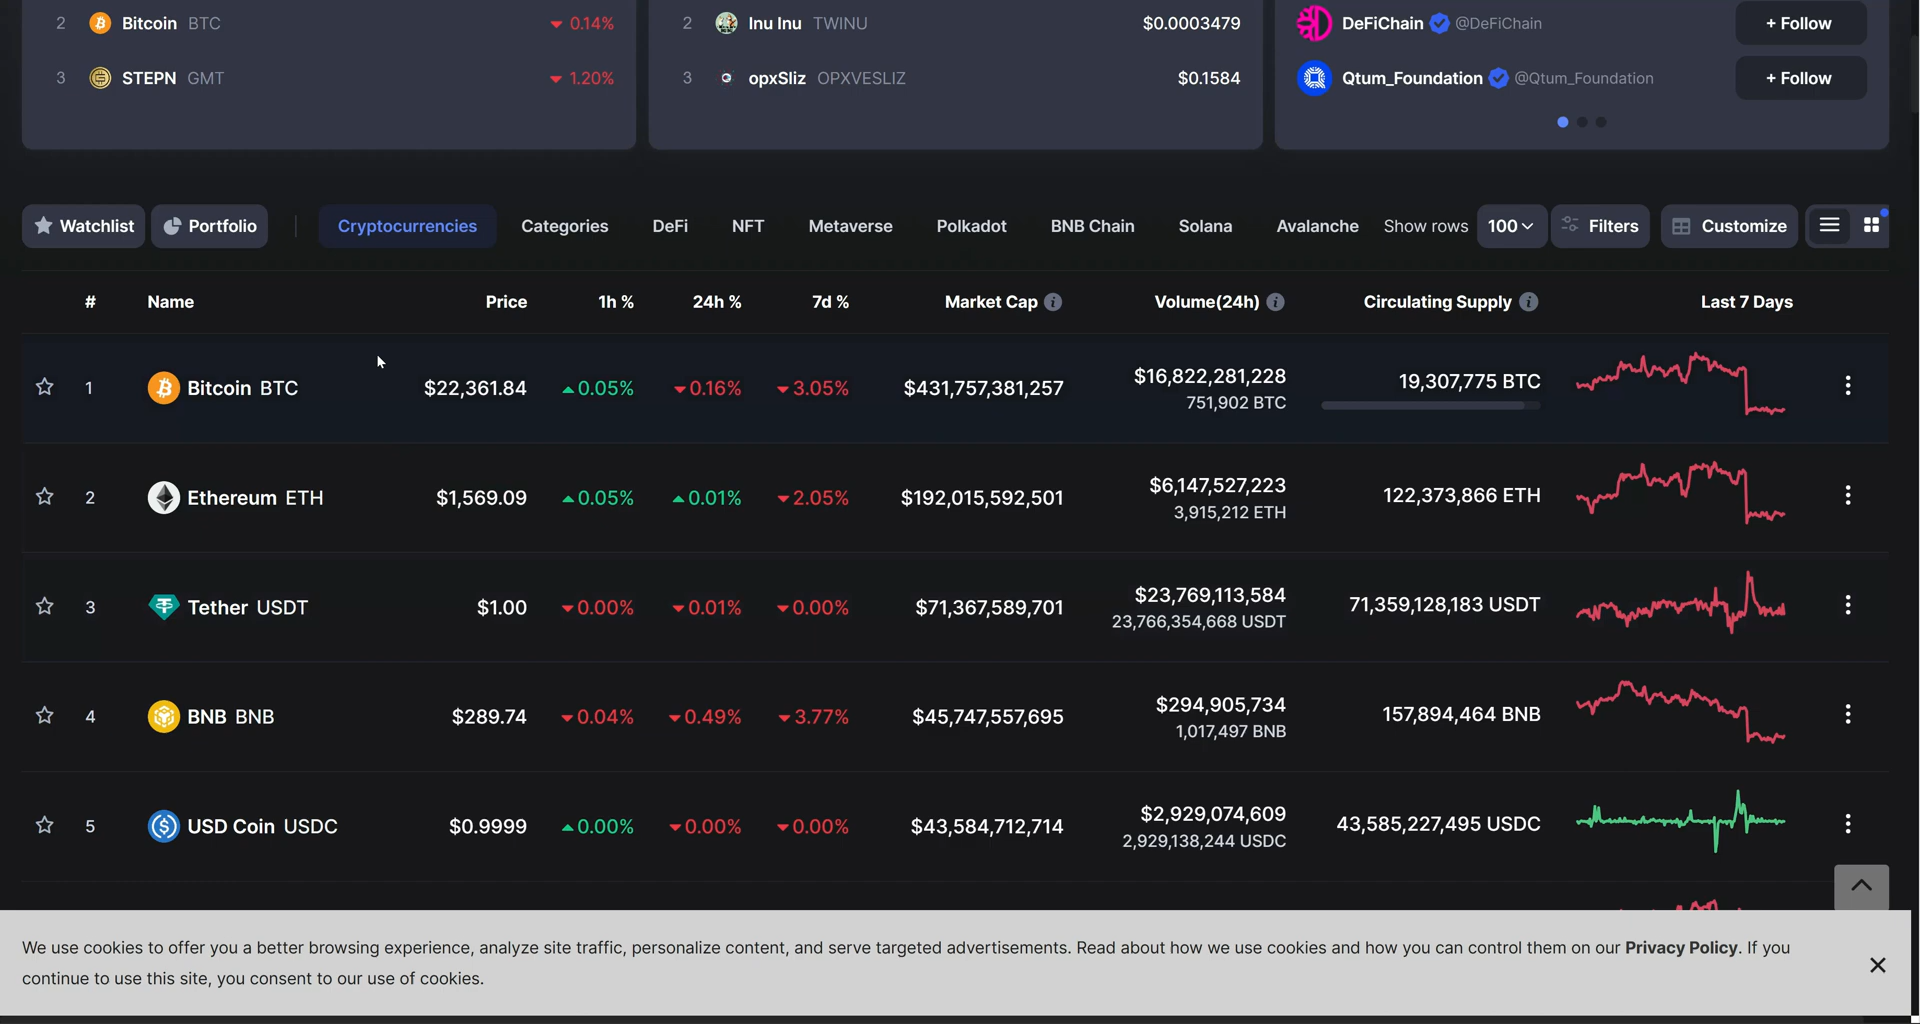 2 Bitcoin BTC 0.14%
3 STEPN GMT 1.20%
2 Inu Inu TWINU $0.0003479
3 opxSliz OPXVESLIZ $0.1584
DeFiChain @DeFiChain + Follow
Qtum_Foundation @Qtum_Foundation + Follow
Watchlist Portfolio Cryptocurrencies Categories DeFi NFT Metaverse Polkadot BNB Chain Solana Avalanche Show rows 100 Filters Customize
# Name Price 1h % 24h % 7d % Market Cap Volume(24h) Circulating Supply Last 7 Days
1 Bitcoin BTC $22,361.84 0.05% 0.16% 3.05% $431,757,381,257 $16,822,281,228 19,307,775 BTC
751,902 BTC
2 Ethereum ETH $1,569.09 0.05% 0.01% 2.05% $192,015,592,501 $6,147,527,223 122,373,866 ETH
3,915,212 ETH
3 Tether USDT $1.00 0.00% 0.01% 0.00% $71,367,589,701 $23,769,113,584 71,359,128,183 USDT
23,766,354,668 USDT
4 BNB BNB $289.74 0.04% 0.49% 3.77% $45,747,557,695 $294,905,734 157,894,464 BNB
1,017,497 BNB
5 USD Coin USDC $0.9999 0.00% 0.00% 0.00% $43,584,712,714 $2,929,074,609 43,585,227,495 USDC
2,929,138,244 USDC
We use cookies to offer you a better browsing experience, analyze site traffic, personalize content, and serve targeted advertisements. Read about how we use cookies and how you can control them on our Privacy Policy. If you
continue to use this site, you consent to our use of cookies.